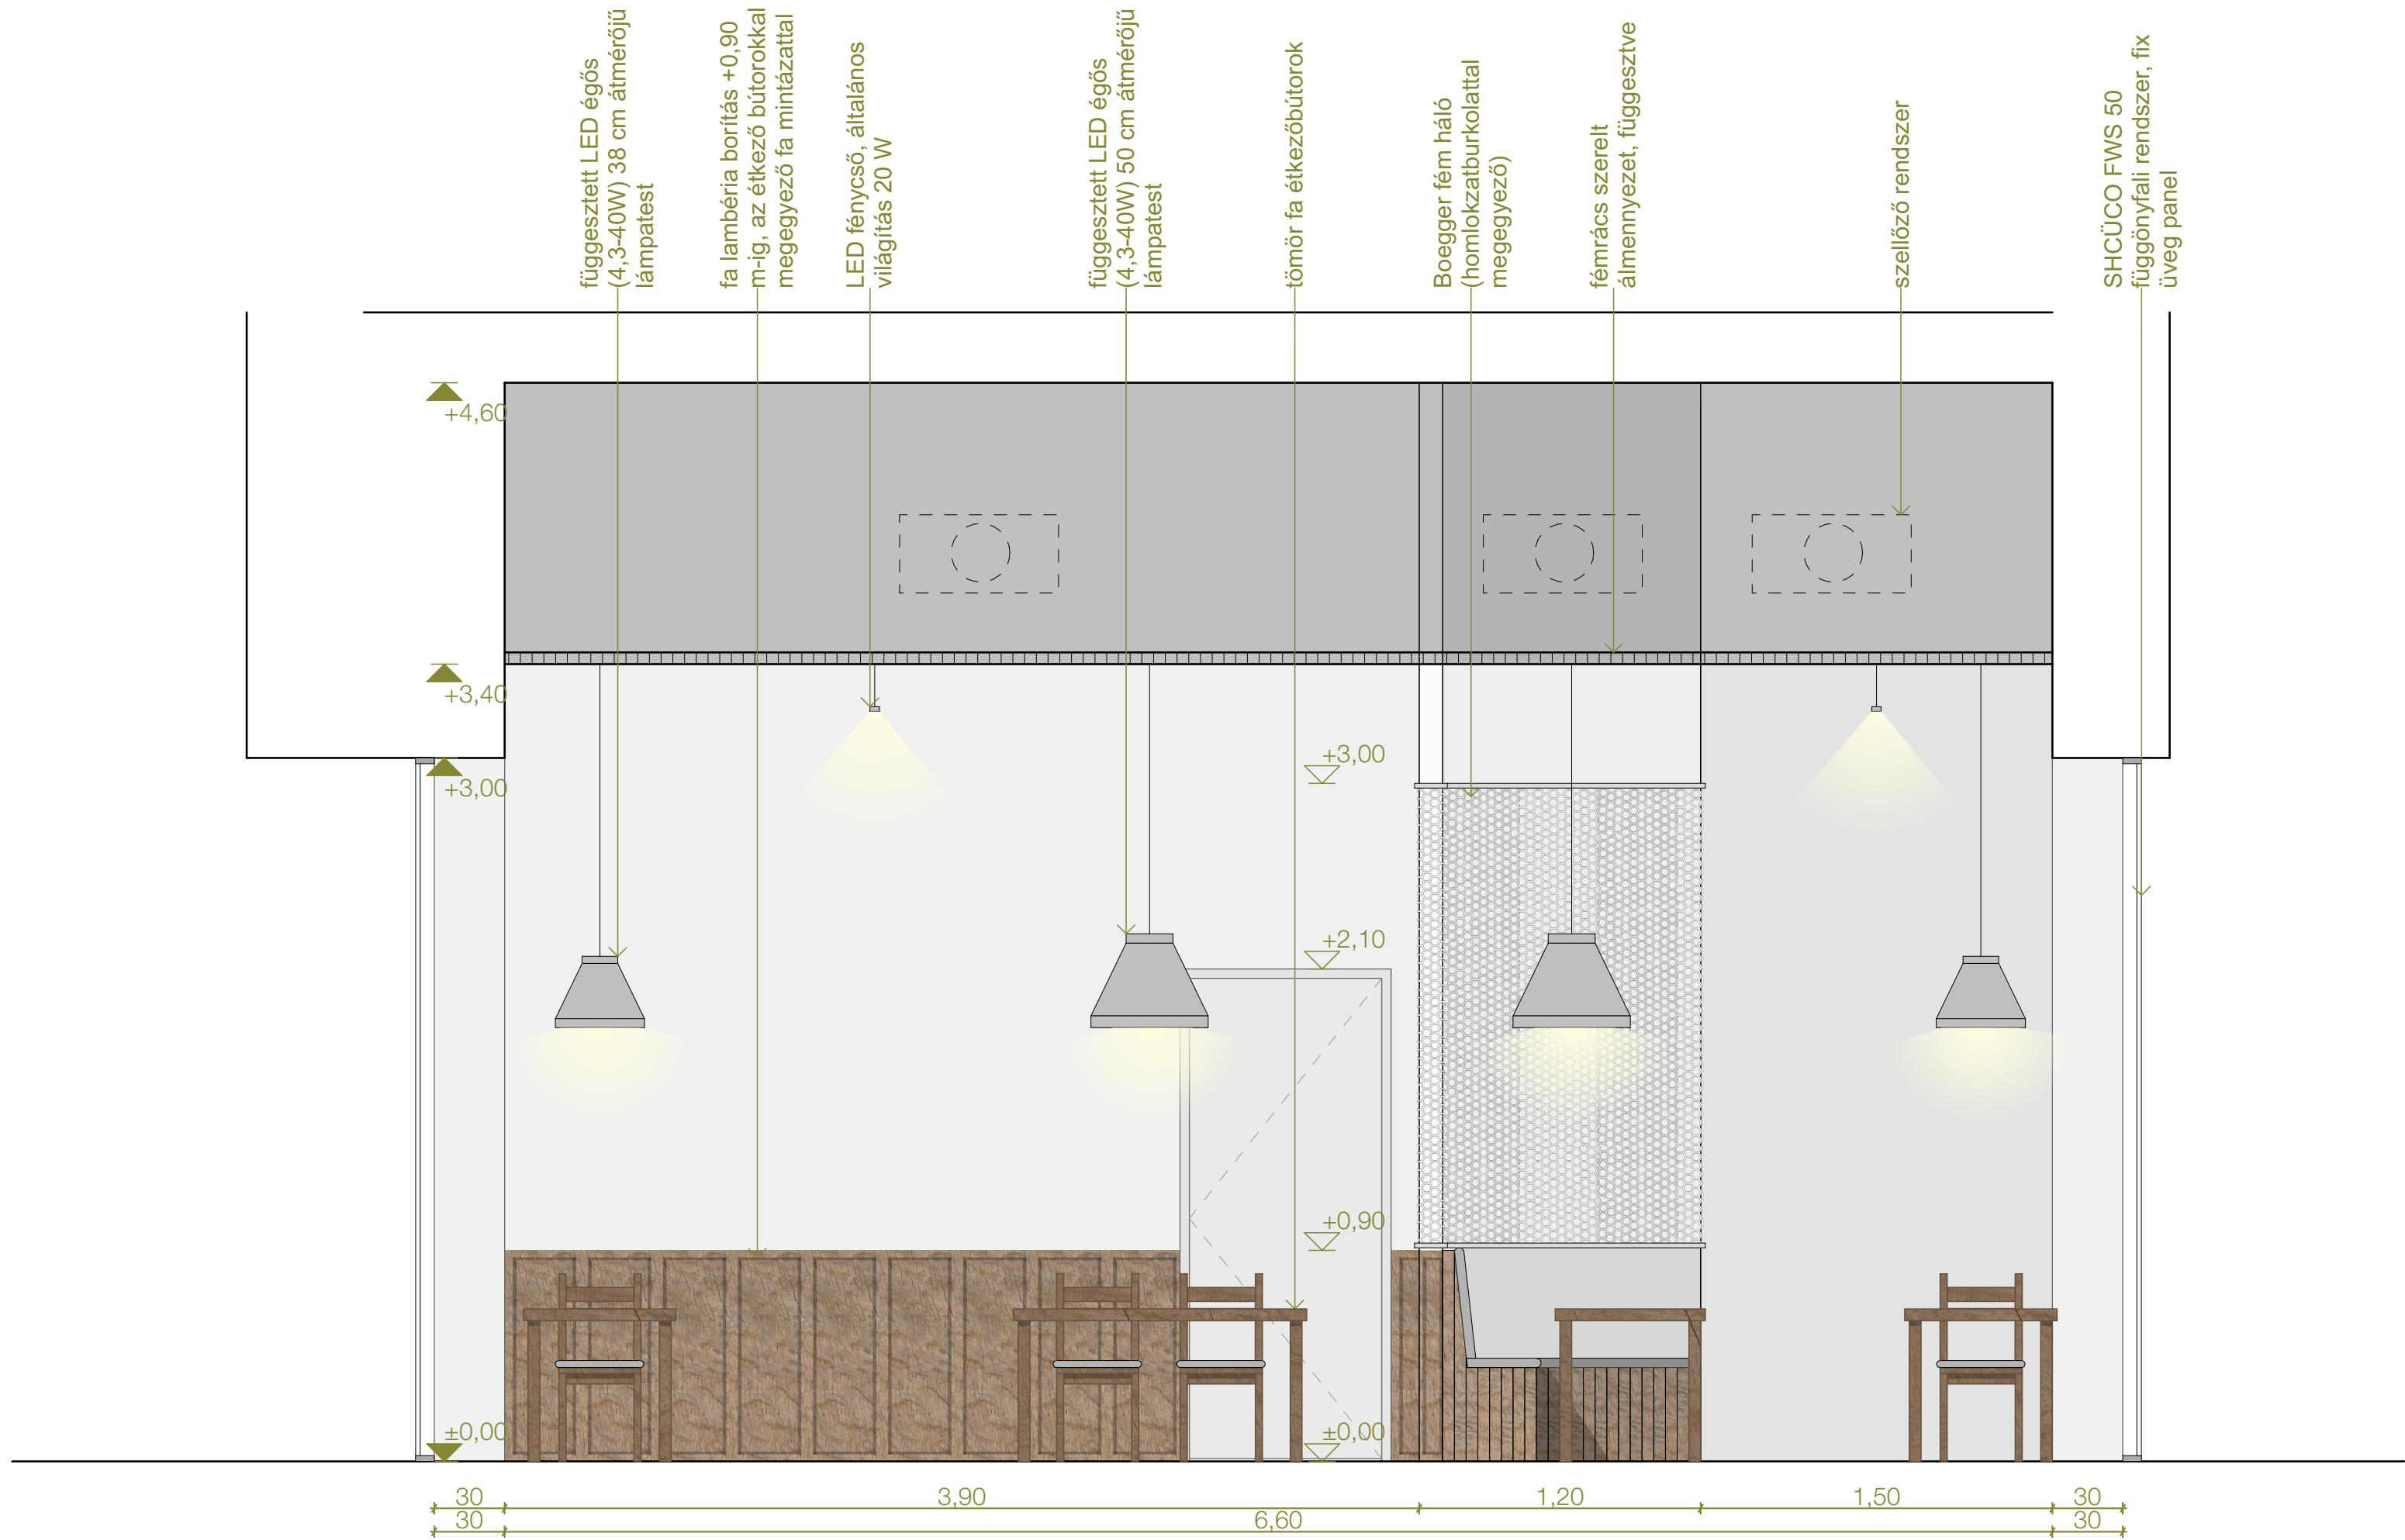 függesztett LED égős
(4,3-40W) 38 cm átmérőjű
lámpatest
fa lambéria borítás +0,90
m-ig, az étkező bútorokkal
megegyező fa mintázattal
LED fénycső, általános
világítás 20 W
függesztett LED égős
(4,3-40W) 50 cm átmérőjű
lámpatest
tömör fa étkezőbútorok
Boegger fém háló
(homlokzatburkolattal
megegyező)
fémrács szerelt
álmennyezet, függesztve
szellőző rendszer
SHCÜCO FWS 50
függönyfali rendszer, fix
üveg panel
+4,60
+3,40
+3,00
+3,00
+2,10
+0,90
±0,00
±0,00
30
3,90
1,20
1,50
30
30
6,60
30